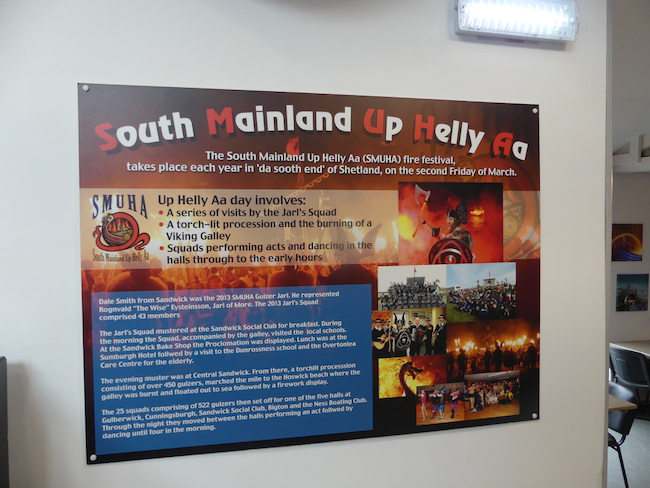 South Mainland Up Helly Aa
The South Mainland Up Helly Aa (SMUHA) fire festival,
takes place each year in 'da sooth end' of Shetland, on the second Friday of March.
SMUHA
South Mainland Up Helly Aa
Up Helly Aa day involves:
• A series of visits by the Jarl's Squad
• A torch-lit procession and the burning of a
Viking Galley
• Squads performing acts and dancing in the
halls through to the early hours
Dale Smith from Sandwick was the 2013 SMUHA Guizer Jarl. He represented
Rognvald "The Wise" Eysteinsson, Jarl of More. The 2013 Jarl's Squad
comprised 43 members
The Jarl's Squad mustered at the Sandwick Social Club for breakfast. During
the morning the Squad, accompanied by the galley, visited the local schools.
At the Sandwick Bake Shop the Proclamation was displayed. Lunch was at the
Sumburgh Hotel follwed by a visit to the Dunrossness school and the Overtonlea
Care Centre for the elderly.
The evening muster was at Central Sandwick. From there, a torchlit procession
consisting of over 450 guizers, marched the mile to the Hoswick beach where the
galley was burnt and floated out to sea followed by a firework display.
The 25 squads comprising of 522 guizers then set off for one of the five halls at
Gulberwick, Cunningsburgh, Sandwick Social Club, Bigton and the Ness Boating Club.
Through the night they moved between the halls performing an act follwed by
dancing until four in the morning.